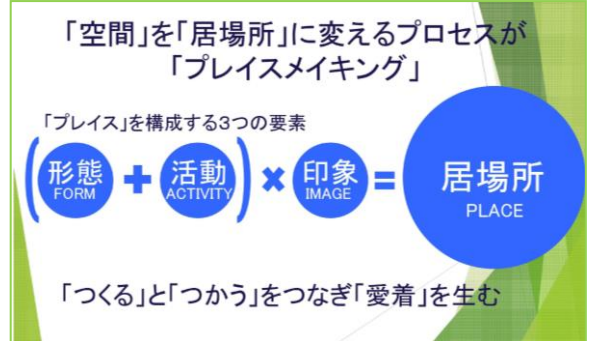 「空間」を「居場所」に変えるプロセスが
「プレイスメイキング」
「プレイス」を構成する3つの要素
(形態 + 活動) × 印象 = 居場所
FORM ACTIVITY IMAGE PLACE
「つくる」と「つかう」をつなぎ「愛着」を生む